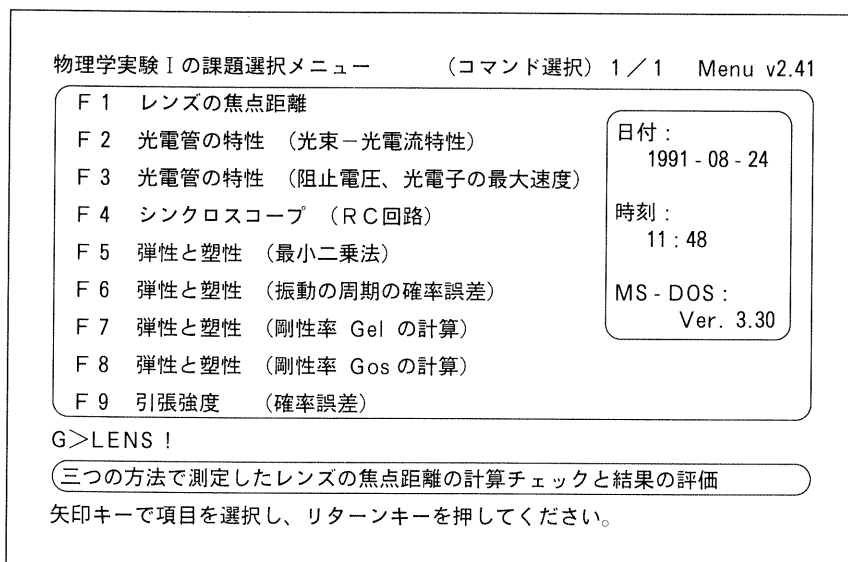 物理学実験Ⅰの課題選択メニュー (コマンド選択) 1/1 Menu v2.41
F1 レンズの焦点距離
F2 光電管の特性 (光束-光電流特性)
F3 光電管の特性 (阻止電圧、光電子の最大速度)
F4 シンクロスコープ (RC回路)
F5 弾性と塑性 (最小二乗法)
F6 弾性と塑性 (振動の周期の確率誤差)
F7 弾性と塑性 (剛性率 Gel の計算)
F8 弾性と塑性 (剛性率 Gos の計算)
F9 引張強度 (確率誤差)
日付:
1991-08-24
時刻:
11:48
MS-DOS:
Ver. 3.30
G>LENS!
三つの方法で測定したレンズの焦点距離の計算チェックと結果の評価
矢印キーで項目を選択し、リターンキーを押してください。